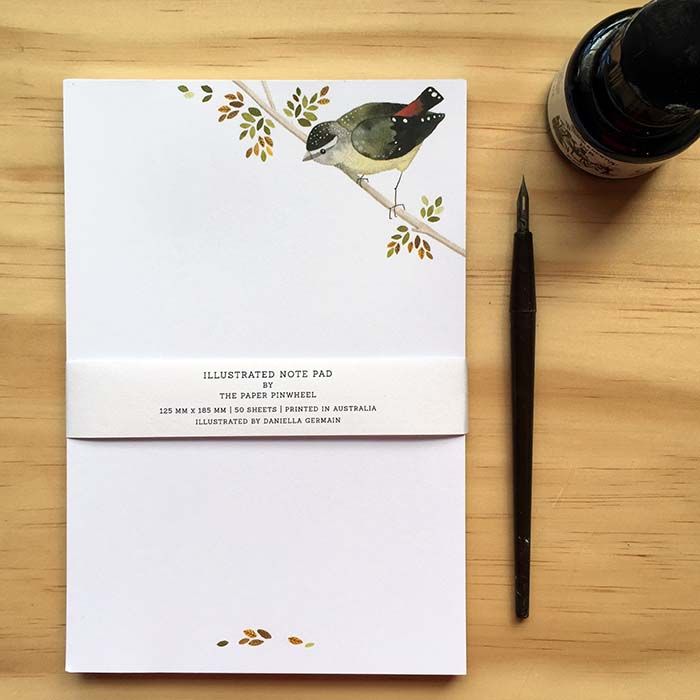 ILLUSTRATED NOTE PAD
BY
THE PAPER PINWHEEL
125 MM X 185 MM | 50 SHEETS | PRINTED IN AUSTRALIA
ILLUSTRATED BY DANIELLA GERMAIN